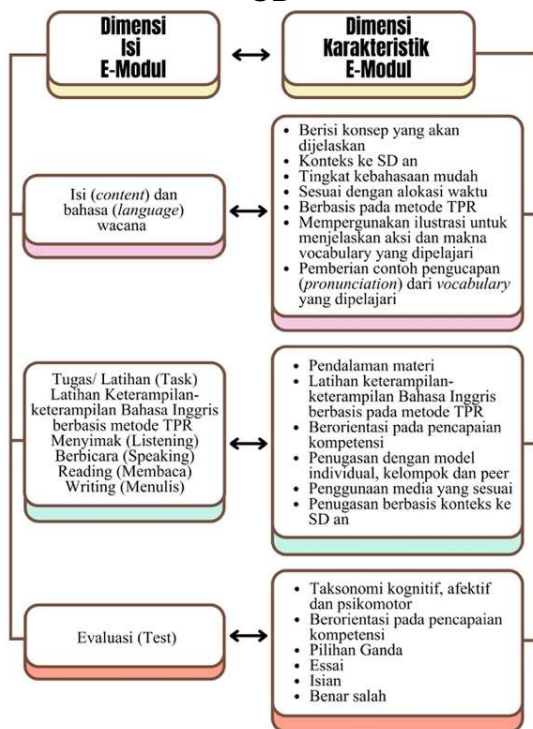 Dimensi
Isi
E-Modul
Dimensi
Karakteristik
E-Modul
Isi (content) dan
bahasa (language)
wacana
• Berisi konsep yang akan
dijelaskan
• Konteks ke SD an
• Tingkat kebahasaan mudah
• Sesuai dengan alokasi waktu
• Berbasis pada metode TPR
• Mempergunakan ilustrasi untuk
menjelaskan aksi dan makna
vocabulary yang dipelajari
• Pemberian contoh pengucapan
(pronunciation) dari vocabulary
yang dipelajari
Tugas/ Latihan (Task)
Latihan Keterampilan-
keterampilan Bahasa Inggris
berbasis metode TPR
Menyimak (Listening)
Berbicara (Speaking)
Reading (Membaca)
Writing (Menulis)
• Pendalaman materi
• Latihan keterampilan-
keterampilan Bahasa Inggris
berbasis pada metode TPR
• Berorientasi pada pencapaian
kompetensi
• Penugasan dengan model
individual, kelompok dan peer
• Penggunaan media yang sesuai
• Penugasan berbasis konteks ke
SD an
Evaluasi (Test)
• Taksonomi kognitif, afektif
dan psikomotor
• Berorientasi pada pencapaian
kompetensi
• Pilihan Ganda
• Essai
• Isian
• Benar salah